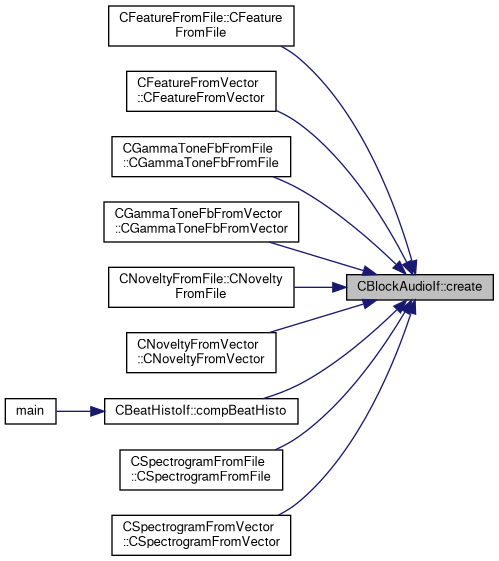 CFeatureFromFile::CFeature
FromFile
CFeatureFromVector
::CFeatureFromVector
CGammaToneFbFromFile
::CGammaToneFbFromFile
CGammaToneFbFromVector
::CGammaToneFbFromVector
CBlockAudioIf::create
CNoveltyFromFile::CNovelty
FromFile
CNoveltyFromVector
::CNoveltyFromVector
main
CBeatHistoIf::compBeatHisto
CSpectrogramFromFile
::CSpectrogramFromFile
CSpectrogramFromVector
::CSpectrogramFromVector